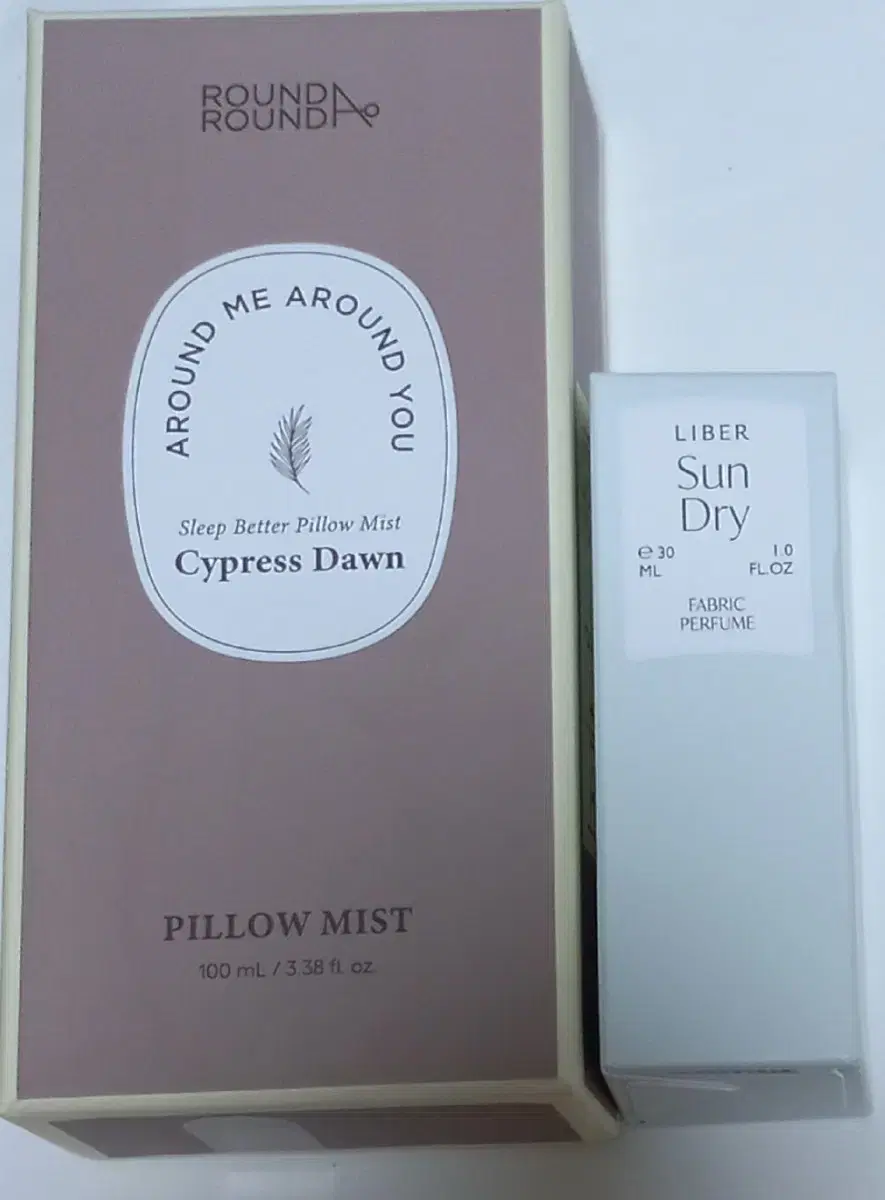 ROUND
ROUND A
AROUND ME AROUND YOU
Sleep Better Pillow Mist
Cypress Dawn
PILLOW MIST
100 mL / 3.38 fl. oz.
LIBER
Sun
Dry
℮ 30 1.0
ML FL.OZ
FABRIC
PERFUME